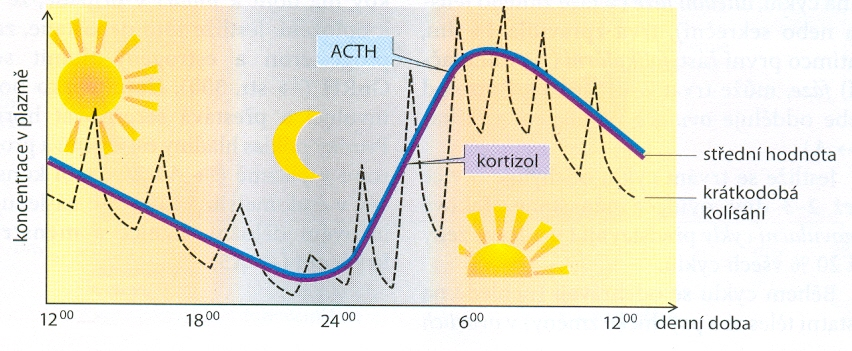 koncentrace v plazmě
ACTH
kortizol
střední hodnota
krátkodobá
kolísání
12⁰⁰
18⁰⁰
24⁰⁰
6⁰⁰
12⁰⁰
denní doba